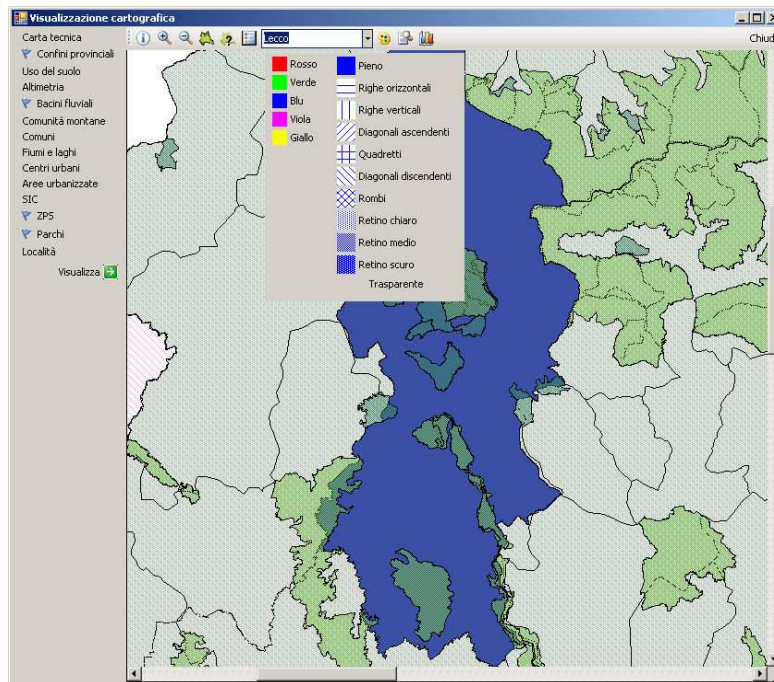 Visualizzazione cartografica
Lecco
Chiud
Carta tecnica
Confini provinciali
Uso del suolo
Altimetria
Bacini fluviali
Comunità montane
Comuni
Fiumi e laghi
Centri urbani
Aree urbanizzate
SIC
ZPS
Parchi
Località
Visualizza
Rosso
Verde
Blu
Viola
Giallo
Pieno
Righe orizzontali
Righe verticali
Diagonali ascendenti
Quadretti
Diagonali discendenti
Rombi
Retino chiaro
Retino medio
Retino scuro
Trasparente